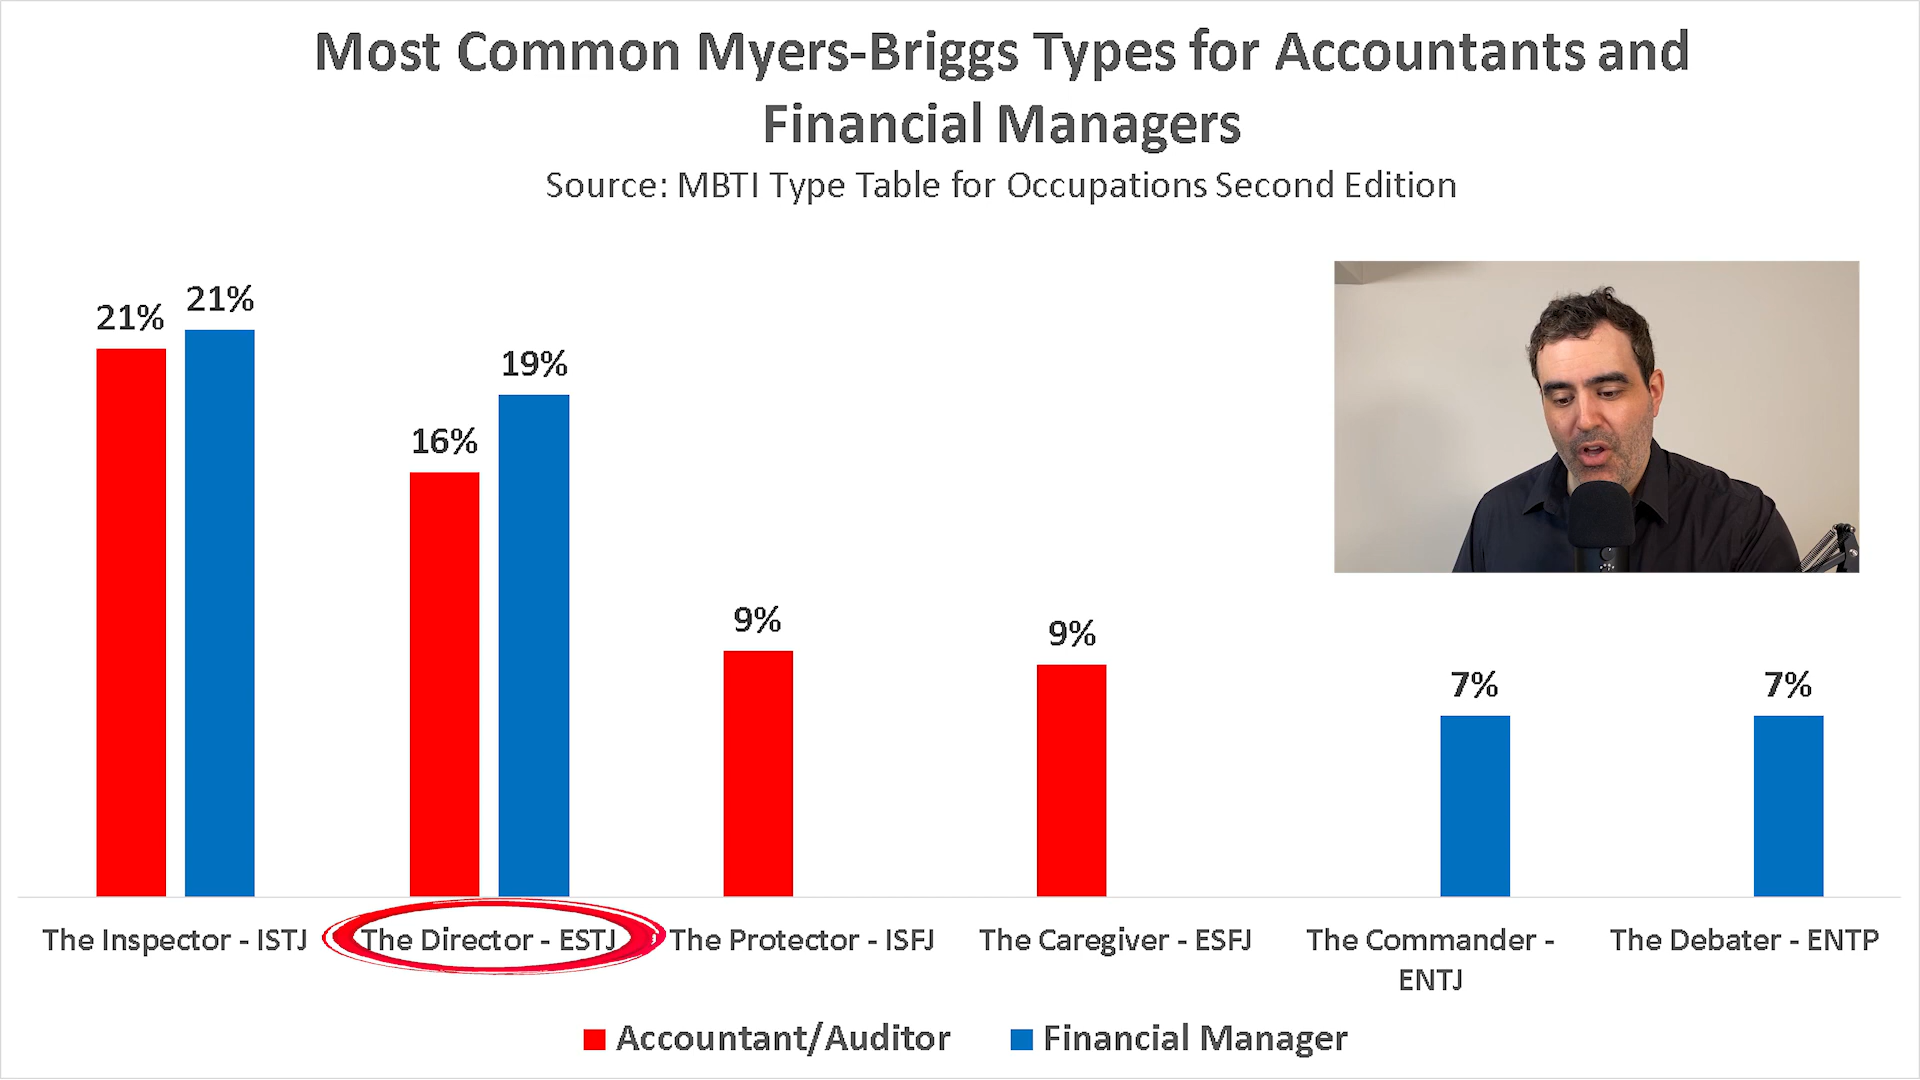 Most Common Myers-Briggs Types for Accountants and
Financial Managers
Source: MBTI Type Table for Occupations Second Edition
21%
21%
16%
19%
9%
9%
7%
7%
The Inspector - ISTJ
The Director - ESTJ
The Protector - ISFJ
The Caregiver - ESFJ
The Commander -
ENTJ
The Debater - ENTP
Accountant/Auditor
Financial Manager